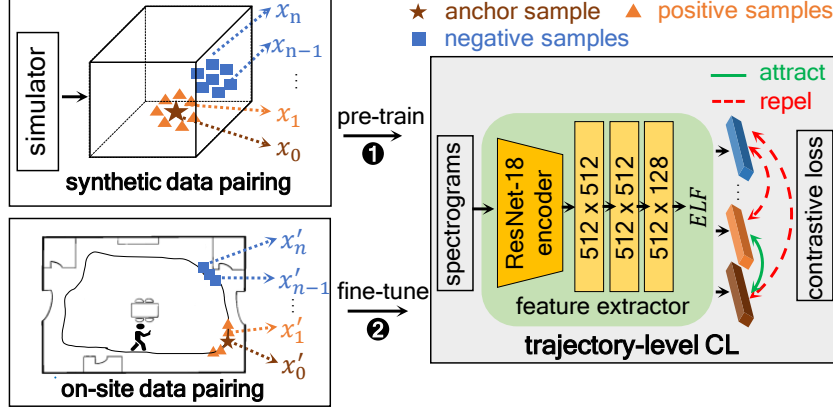 anchor sample
positive samples
negative samples
simulator
x_n
x_{n-1}
⋮
x_1
x_0
synthetic data pairing
x'_n
x'_{n-1}
⋮
x'_1
x'_0
on-site data pairing
pre-train
❶
fine-tune
❷
attract
repel
spectrograms
ResNet-18
encoder
512 x 512
512 x 512
512 x 128
ELF
...
feature extractor
contrastive loss
trajectory-level CL